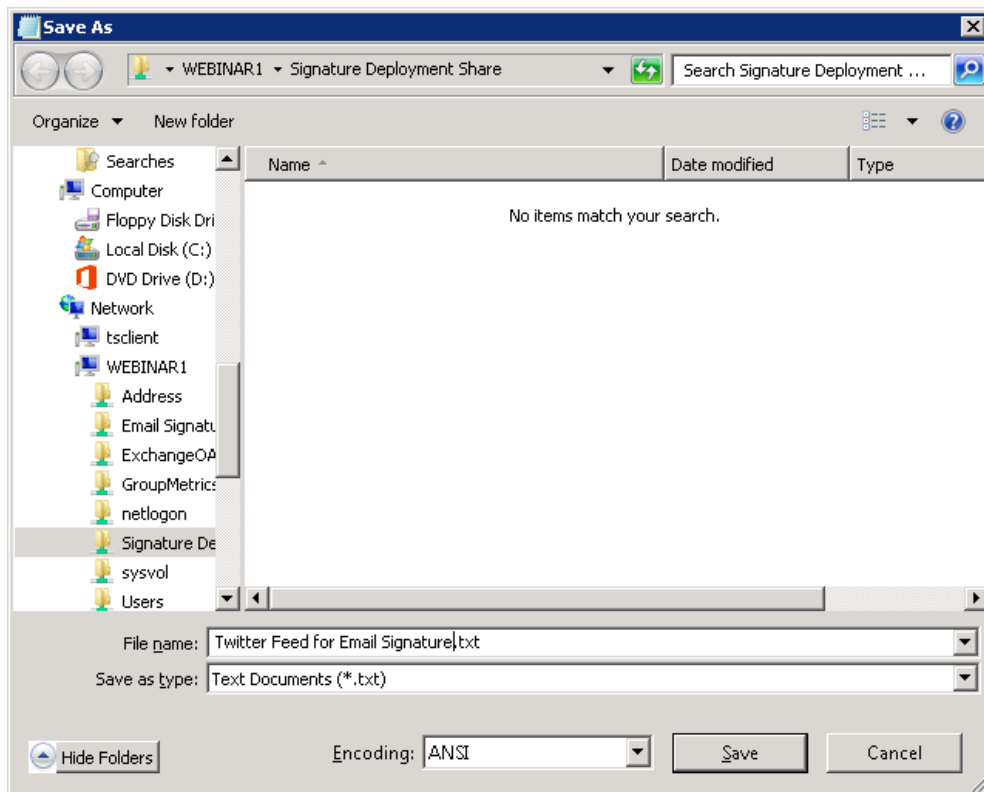 Save As
WEBINAR1 Signature Deployment Share
Search Signature Deployment ...
Organize New folder
Searches
Computer
Floppy Disk Dri
Local Disk (C:)
DVD Drive (D:)
Network
tsclient
WEBINAR1
Address
Email Signatu
ExchangeOA
GroupMetrics
netlogon
Signature De
sysvol
Users
Name Date modified Type
No items match your search.
File name: Twitter Feed for Email Signature.txt
Save as type: Text Documents (*.txt)
Hide Folders Encoding: ANSI Save Cancel